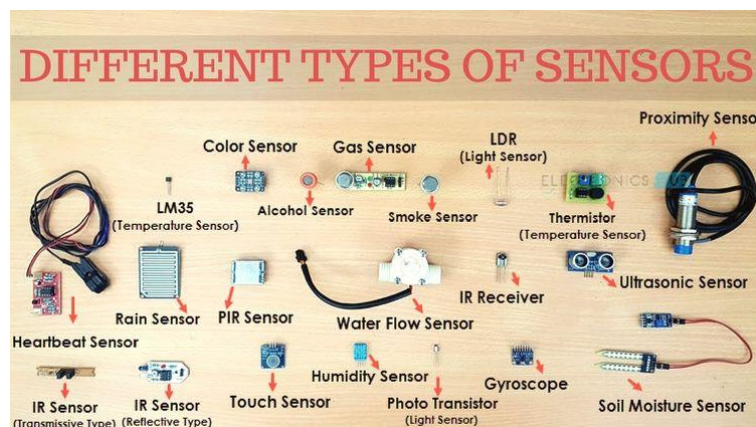 DIFFERENT TYPES OF SENSORS
Proximity Senso
Color Sensor
Gas Sensor
LDR
(Light Sensor)
ELECTRONICS HUB
LM35
(Temperature Sensor)
Alcohol Sensor
Smoke Sensor
Thermistor
(Temperature Sensor)
Rain Sensor
PIR Sensor
Water Flow Sensor
IR Receiver
Ultrasonic Sensor
Heartbeat Sensor
IR Sensor
(Transmissive Type)
IR Sensor
(Reflective Type)
Touch Sensor
Humidity Sensor
Photo Transistor
(Light Sensor)
Gyroscope
Soil Moisture Sensor